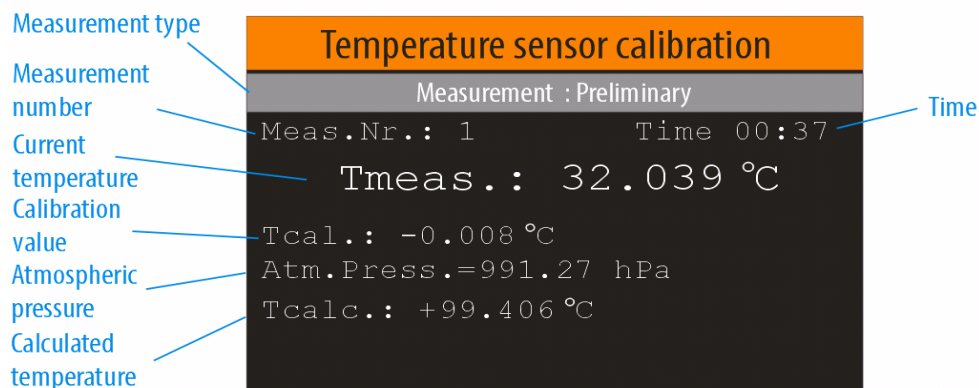 Measurement type
Temperature sensor calibration
Measurement : Preliminary
Measurement
number
Meas.Nr.: 1
Time 00:37
Time
Current
temperature
Tmeas.: 32.039 °C
Calibration
value
Tcal.: -0.008 °C
Atmospheric
pressure
Atm.Press.=991.27 hPa
Calculated
temperature
Tcalc.: +99.406 °C